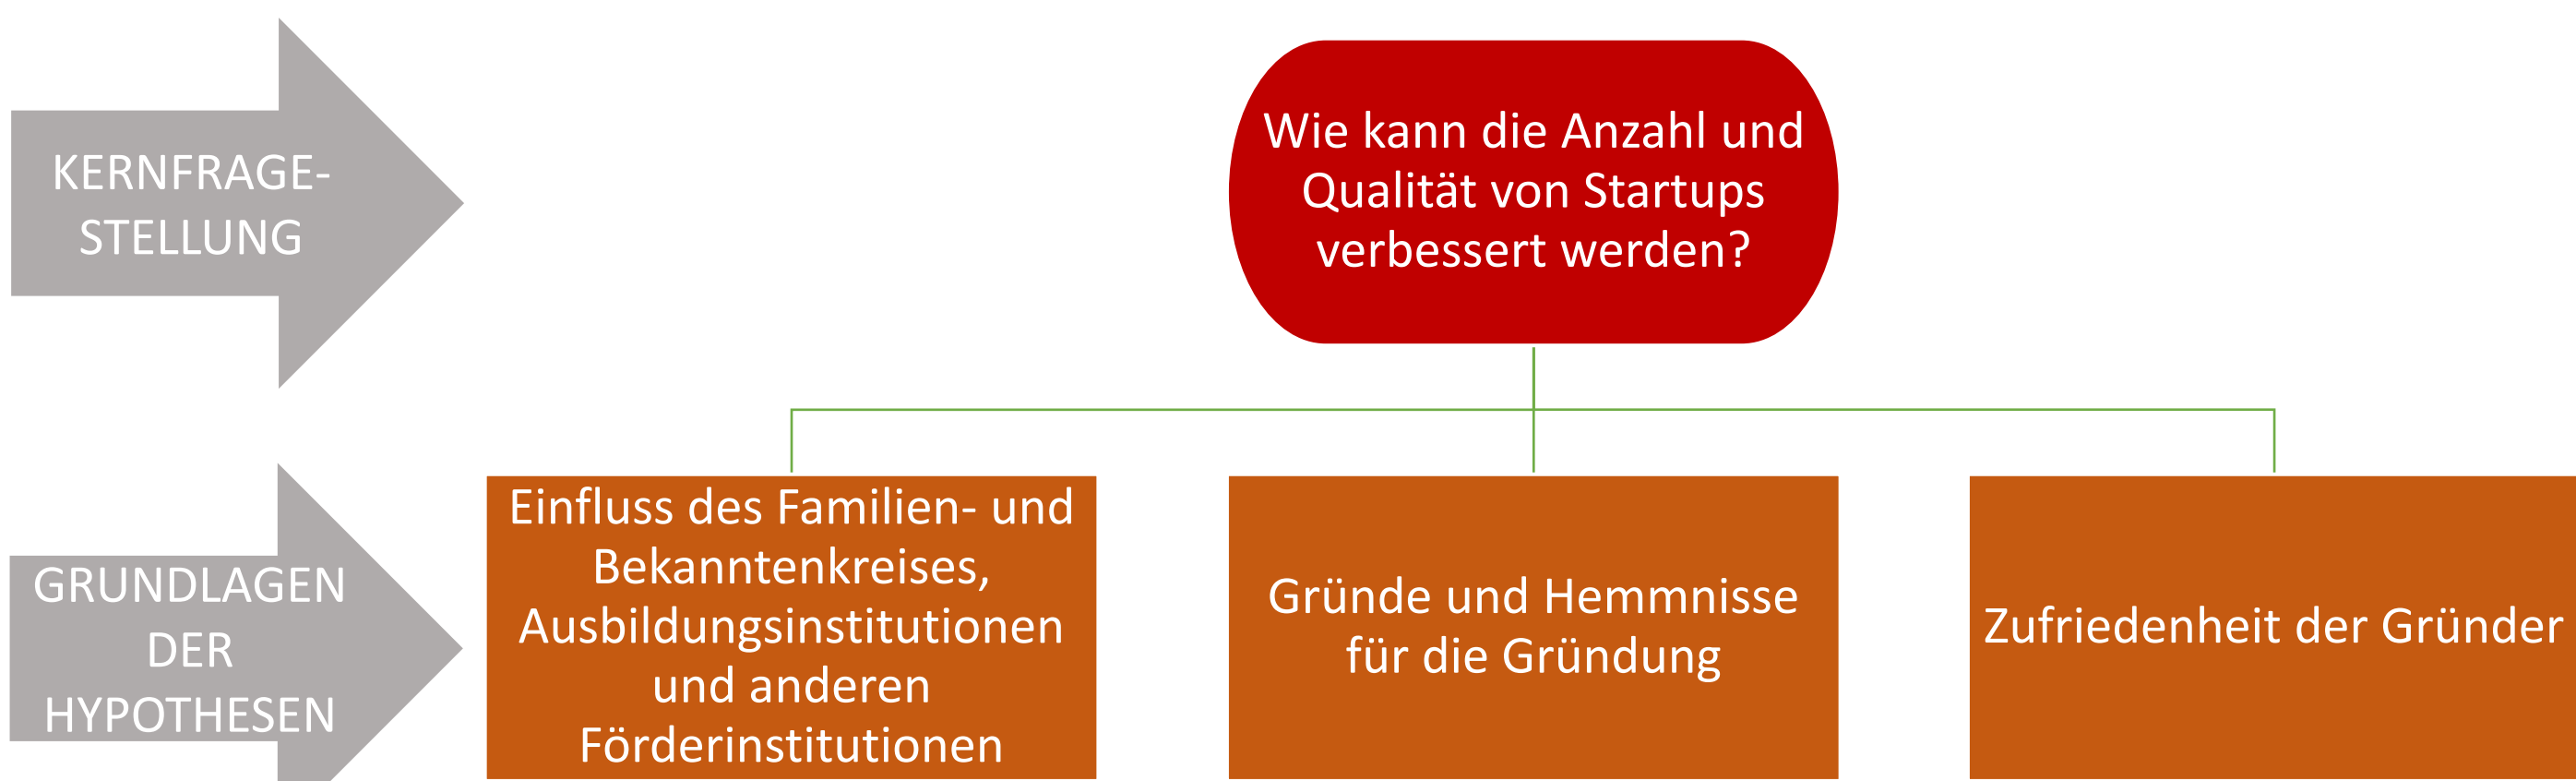 KERNFRAGE-
STELLUNG
Wie kann die Anzahl und
Qualität von Startups
verbessert werden?
GRUNDLAGEN
DER
HYPOTHESEN
Einfluss des Familien- und
Bekanntenkreises,
Ausbildungsinstitutionen
und anderen
Förderinstitutionen
Gründe und Hemmnisse
für die Gründung
Zufriedenheit der Gründer